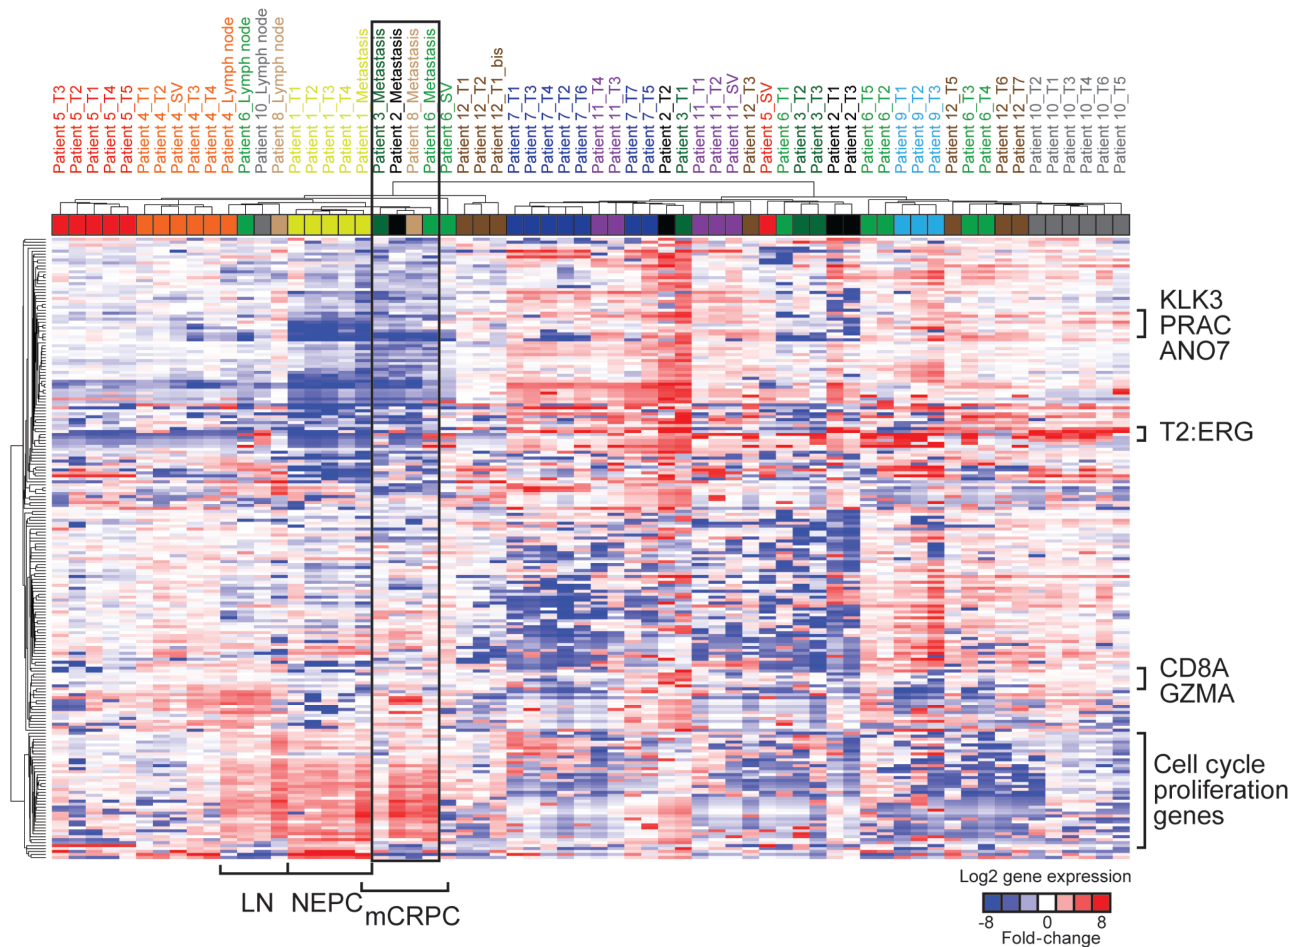 Patient 5_T3
Patient 5_T2
Patient 5_T1
Patient 5_T4
Patient 5_T5
Patient 4_T1
Patient 4_T2
Patient 4_SV
Patient 4_T3
Patient 4_T4
Patient 4_Lymph node
Patient 6_Lymph node
Patient 10_Lymph node
Patient 8_Lymph node
Patient 1_T1
Patient 1_T2
Patient 1_T3
Patient 1_T4
Patient 1_Metastasis
Patient 3_Metastasis
Patient 2_Metastasis
Patient 8_Metastasis
Patient 6_Metastasis
Patient 6_SV
Patient 12_T1
Patient 12_T2
Patient 12_T1_bis
Patient 7_T1
Patient 7_T3
Patient 7_T4
Patient 7_T2
Patient 7_T6
Patient 11_T4
Patient 11_T3
Patient 7_T7
Patient 7_T5
Patient 2_T2
Patient 3_T1
Patient 11_T1
Patient 11_T2
Patient 11_SV
Patient 12_T3
Patient 5_SV
Patient 6_T1
Patient 3_T2
Patient 3_T3
Patient 2_T1
Patient 2_T3
Patient 6_T5
Patient 6_T2
Patient 9_T1
Patient 9_T2
Patient 9_T3
Patient 12_T5
Patient 6_T3
Patient 6_T4
Patient 12_T6
Patient 12_T7
Patient 10_T2
Patient 10_T1
Patient 10_T3
Patient 10_T4
Patient 10_T6
Patient 10_T5
KLK3
PRAC
ANO7
T2:ERG
CD8A
GZMA
Cell cycle
proliferation
genes
LN
NEPC
mCRPC
Log2 gene expression
-8 0 8
Fold-change